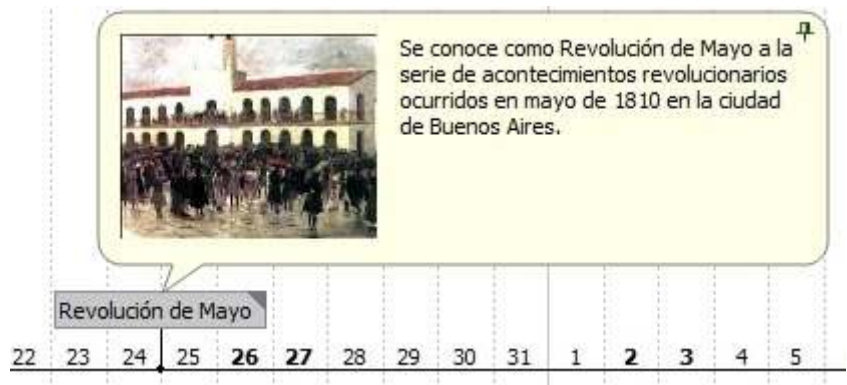 Se conoce como Revolución de Mayo a la
serie de acontecimientos revolucionarios
ocurridos en mayo de 1810 en la ciudad
de Buenos Aires.
Revolución de Mayo
22 23 24 25 26 27 28 29 30 31 1 2 3 4 5